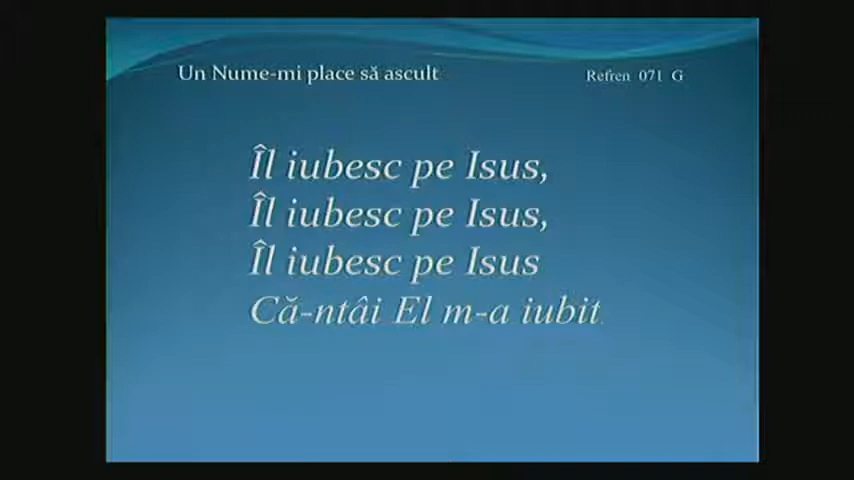 Un Nume-mi place să ascult
Refren 071 G
Îl iubesc pe Isus,
Îl iubesc pe Isus,
Îl iubesc pe Isus
Că-ntâi El m-a iubit.